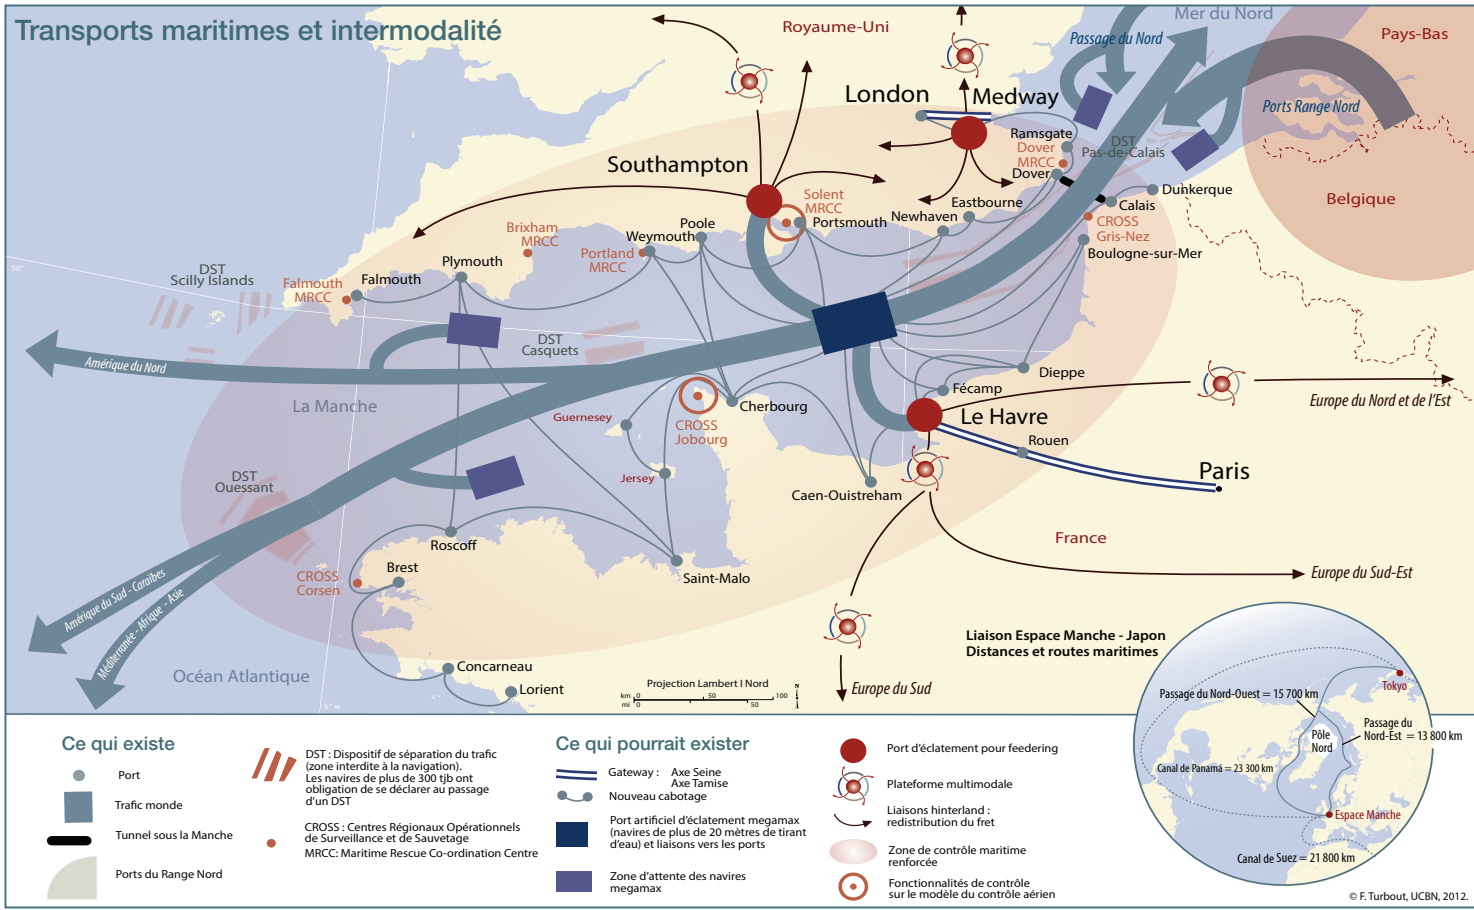 Transports maritimes et intermodalité
Royaume-Uni
Mer du Nord
Passage du Nord
Pays-Bas
London
Medway
Ports Range Nord
Ramsgate
Dover
MRCC
DST
Pas-de-Calais
Dover
Southampton
Solent
MRCC
Portsmouth
Eastbourne
Newhaven
Dunkerque
Calais
Belgique
CROSS
Gris-Nez
Boulogne-sur-Mer
Brixham
MRCC
Poole
Weymouth
Portland
MRCC
Plymouth
50°
DST
Scilly Islands
Falmouth
MRCC
Falmouth
DST
Casquets
Amérique du Nord
La Manche
Dieppe
Fécamp
Cherbourg
Le Havre
Europe du Nord et de l'Est
Guernesey
CROSS
Jobourg
Rouen
Paris
Jersey
DST
Ouessant
Caen-Ouistreham
Roscoff
France
Brest
CROSS
Corsen
Saint-Malo
Europe du Sud-Est
Amérique du Sud - Caraïbes
Méditerranée - Afrique - Asie
Océan Atlantique
Concarneau
Lorient
5° W
Projection Lambert I Nord
km 0 50 100
mi 0 50
N
Europe du Sud
Liaison Espace Manche - Japon
Distances et routes maritimes
Tokyo
Passage du Nord-Ouest = 15 700 km
Passage du
Nord-Est = 13 800 km
Pôle
Nord
Canal de Panamá = 23 300 km
Espace Manche
Canal de Suez = 21 800 km
Ce qui existe
Port
Trafic monde
Tunnel sous la Manche
Ports du Range Nord
DST : Dispositif de séparation du trafic
(zone interdite à la navigation).
Les navires de plus de 300 tjb ont
obligation de se déclarer au passage
d'un DST
CROSS : Centres Régionaux Opérationnels
de Surveillance et de Sauvetage
MRCC : Maritime Rescue Co-ordination Centre
Ce qui pourrait exister
Gateway : Axe Seine
Axe Tamise
Nouveau cabotage
Port artificiel d'éclatement megamax
(navires de plus de 20 mètres de tirant
d'eau) et liaisons vers les ports
Zone d'attente des navires
megamax
Port d'éclatement pour feedering
Plateforme multimodale
Liaisons hinterland :
redistribution du fret
Zone de contrôle maritime
renforcée
Fonctionnalités de contrôle
sur le modèle du contrôle aérien
© F. Turbout, UCBN, 2012.